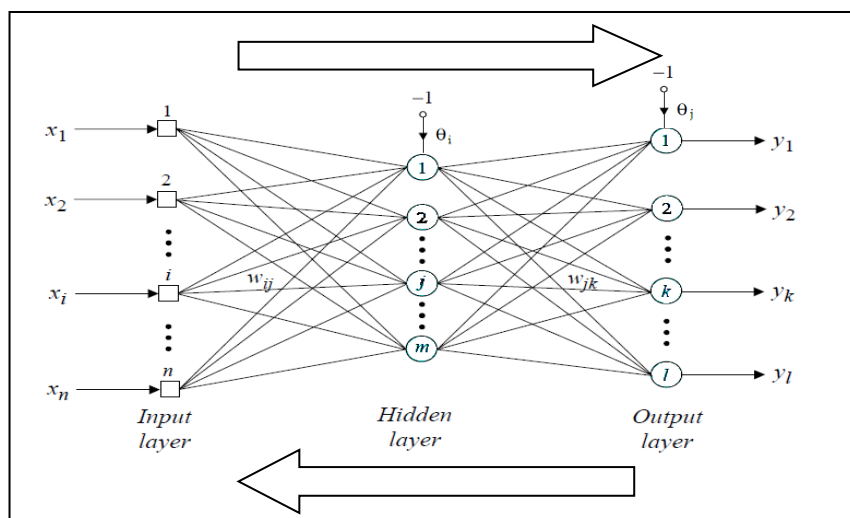 -1
-1
θj
1
θi
x1
1
y1
1
2
x2
2
y2
2
i
wij
wjk
xi
j
k
yk
m
n
xn
l
yl
Input
layer
Hidden
layer
Output
layer